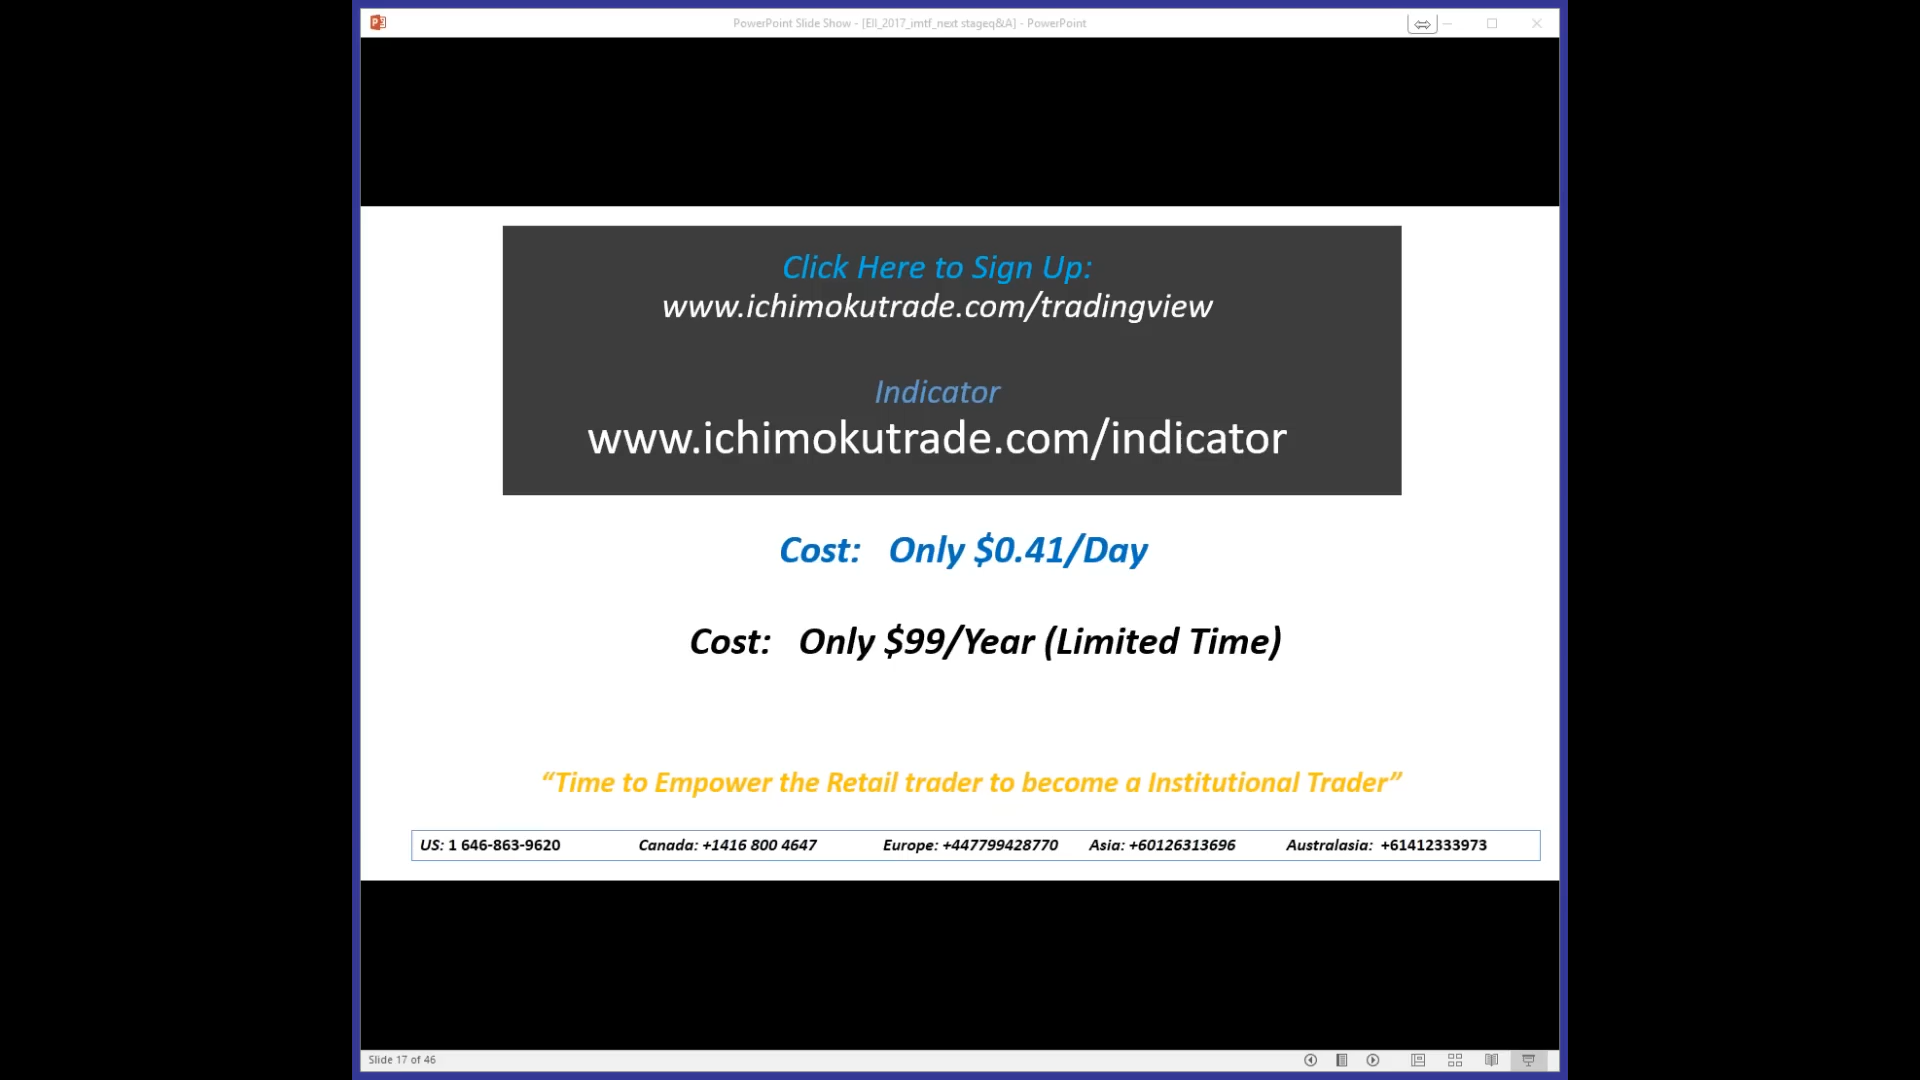 PowerPoint Slide Show - [EII_2017_imtf_next stageq&A] - PowerPoint
Click Here to Sign Up:
www.ichimokutrade.com/tradingview
Indicator
www.ichimokutrade.com/indicator
Cost: Only $0.41/Day
Cost: Only $99/Year (Limited Time)
“Time to Empower the Retail trader to become a Institutional Trader”
US: 1 646-863-9620 Canada: +1416 800 4647 Europe: +447799428770 Asia: +60126313696 Australasia: +61412333973
Slide 17 of 46